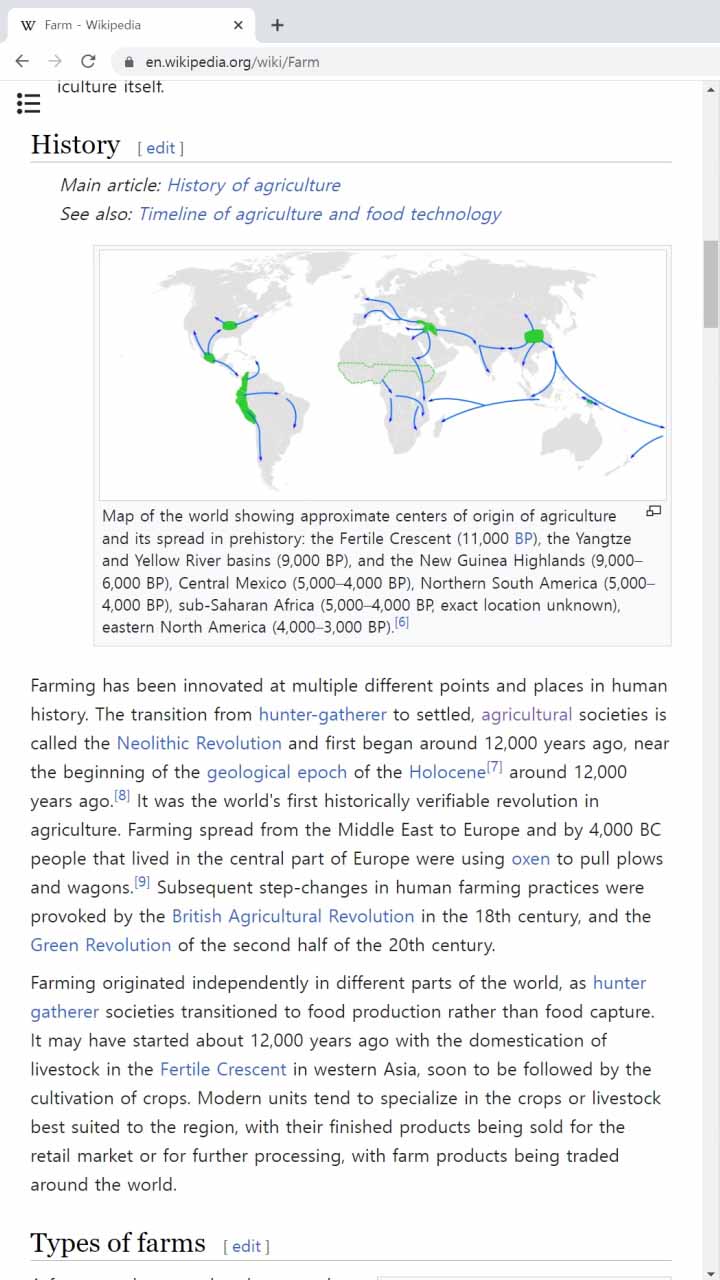 W Farm - Wikipedia
en.wikipedia.org/wiki/Farm
iculture itself.
History [ edit ]
Main article: History of agriculture
See also: Timeline of agriculture and food technology
Map of the world showing approximate centers of origin of agriculture
and its spread in prehistory: the Fertile Crescent (11,000 BP), the Yangtze
and Yellow River basins (9,000 BP), and the New Guinea Highlands (9,000–
6,000 BP), Central Mexico (5,000–4,000 BP), Northern South America (5,000–
4,000 BP), sub-Saharan Africa (5,000–4,000 BP, exact location unknown),
eastern North America (4,000–3,000 BP).[6]
Farming has been innovated at multiple different points and places in human
history. The transition from hunter-gatherer to settled, agricultural societies is
called the Neolithic Revolution and first began around 12,000 years ago, near
the beginning of the geological epoch of the Holocene[7] around 12,000
years ago.[8] It was the world's first historically verifiable revolution in
agriculture. Farming spread from the Middle East to Europe and by 4,000 BC
people that lived in the central part of Europe were using oxen to pull plows
and wagons.[9] Subsequent step-changes in human farming practices were
provoked by the British Agricultural Revolution in the 18th century, and the
Green Revolution of the second half of the 20th century.
Farming originated independently in different parts of the world, as hunter
gatherer societies transitioned to food production rather than food capture.
It may have started about 12,000 years ago with the domestication of
livestock in the Fertile Crescent in western Asia, soon to be followed by the
cultivation of crops. Modern units tend to specialize in the crops or livestock
best suited to the region, with their finished products being sold for the
retail market or for further processing, with farm products being traded
around the world.
Types of farms [ edit ]